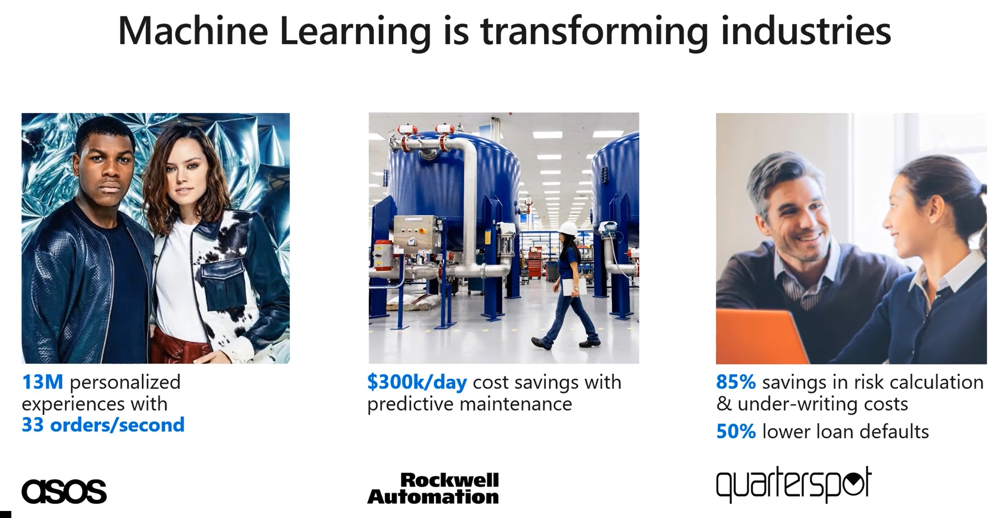 Machine Learning is transforming industries
13M personalized
experiences with
33 orders/second
asos
$300k/day cost savings with
predictive maintenance
Rockwell
Automation
85% savings in risk calculation
& under-writing costs
50% lower loan defaults
quarterspot